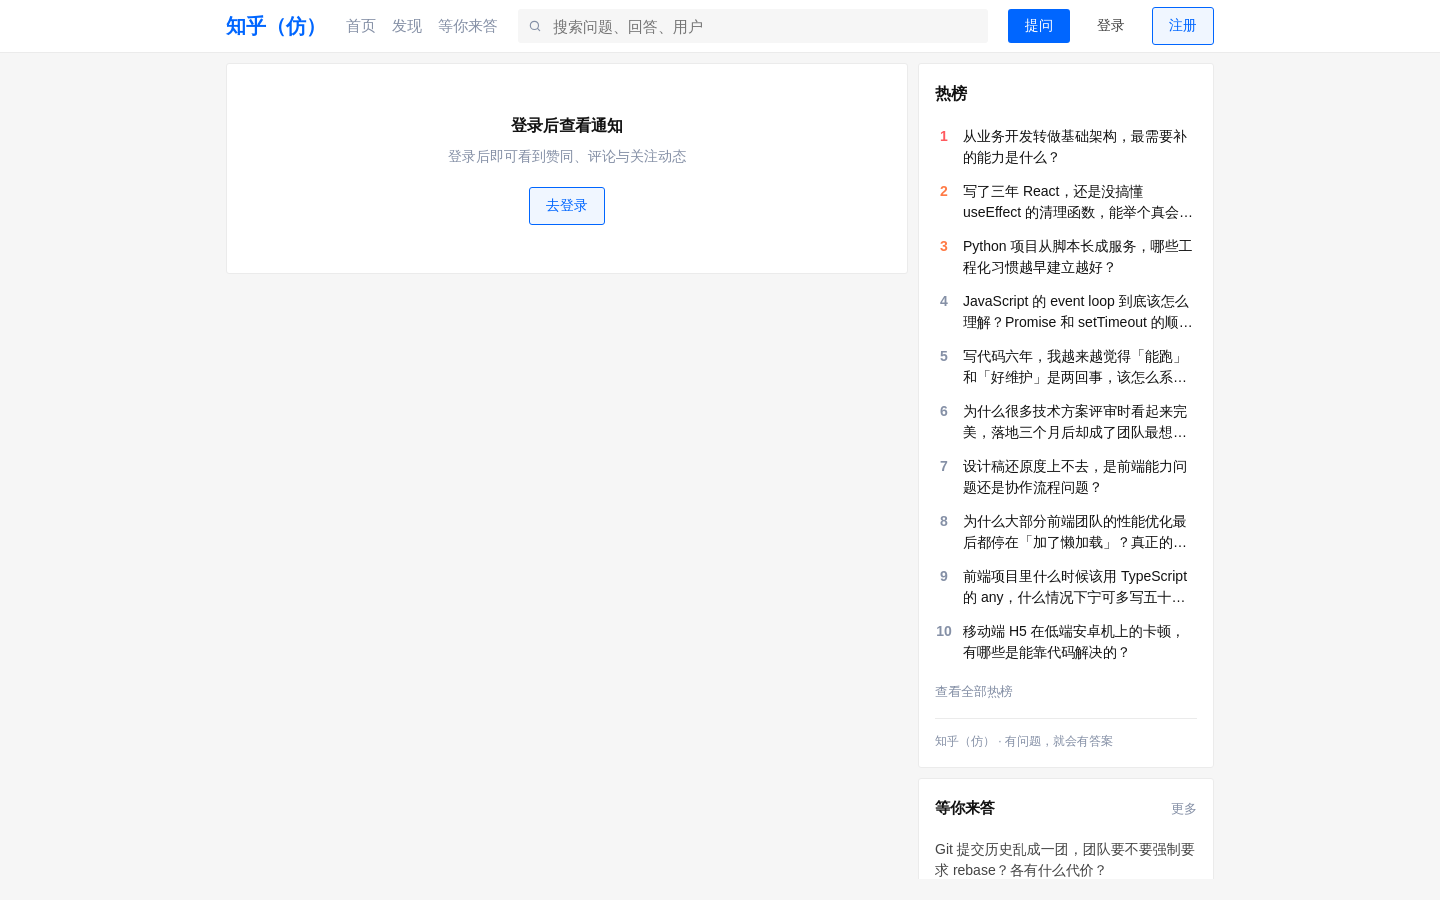 知乎（仿）
首页 发现 等你来答 搜索问题、回答、用户 提问 登录 注册
登录后查看通知
登录后即可看到赞同、评论与关注动态
去登录
热榜
1 从业务开发转做基础架构，最需要补
的能力是什么？
2 写了三年 React，还是没搞懂
useEffect 的清理函数，能举个真会…
3 Python 项目从脚本长成服务，哪些工
程化习惯越早建立越好？
4 JavaScript 的 event loop 到底该怎么
理解？Promise 和 setTimeout 的顺…
5 写代码六年，我越来越觉得「能跑」
和「好维护」是两回事，该怎么系…
6 为什么很多技术方案评审时看起来完
美，落地三个月后却成了团队最想…
7 设计稿还原度上不去，是前端能力问
题还是协作流程问题？
8 为什么大部分前端团队的性能优化最
后都停在「加了懒加载」？真正的…
9 前端项目里什么时候该用 TypeScript
的 any，什么情况下宁可多写五十…
10 移动端 H5 在低端安卓机上的卡顿，
有哪些是能靠代码解决的？
查看全部热榜
知乎（仿） · 有问题，就会有答案
等你来答 更多
Git 提交历史乱成一团，团队要不要强制要
求 rebase？各有什么代价？